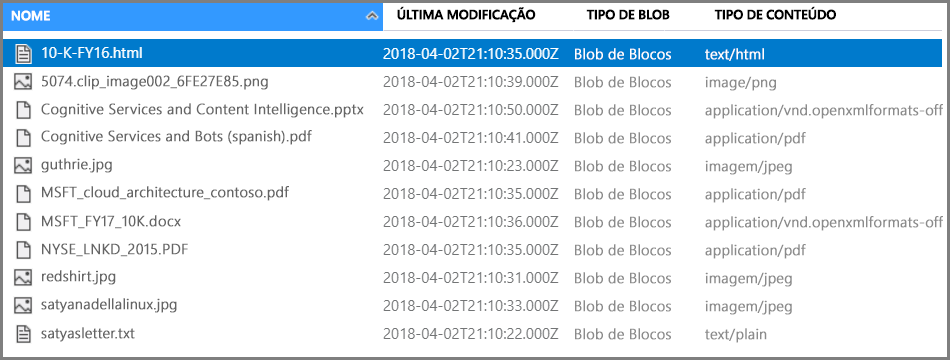 NOME ÚLTIMA MODIFICAÇÃO TIPO DE BLOB TIPO DE CONTEÚDO
10-K-FY16.html 2018-04-02T21:10:35.000Z Blob de Blocos text/html
5074.clip_image002_6FE27E85.png 2018-04-02T21:10:39.000Z Blob de Blocos image/png
Cognitive Services and Content Intelligence.pptx 2018-04-02T21:10:50.000Z Blob de Blocos application/vnd.openxmlformats-off
Cognitive Services and Bots (spanish).pdf 2018-04-02T21:10:41.000Z Blob de Blocos application/pdf
guthrie.jpg 2018-04-02T21:10:23.000Z Blob de Blocos imagem/jpeg
MSFT_cloud_architecture_contoso.pdf 2018-04-02T21:10:35.000Z Blob de Blocos application/pdf
MSFT_FY17_10K.docx 2018-04-02T21:10:36.000Z Blob de Blocos application/vnd.openxmlformats-off
NYSE_LNKD_2015.PDF 2018-04-02T21:10:35.000Z Blob de Blocos application/pdf
redshirt.jpg 2018-04-02T21:10:31.000Z Blob de Blocos imagem/jpeg
satyanadellalinux.jpg 2018-04-02T21:10:33.000Z Blob de Blocos imagem/jpeg
satyasletter.txt 2018-04-02T21:10:22.000Z Blob de Blocos text/plain